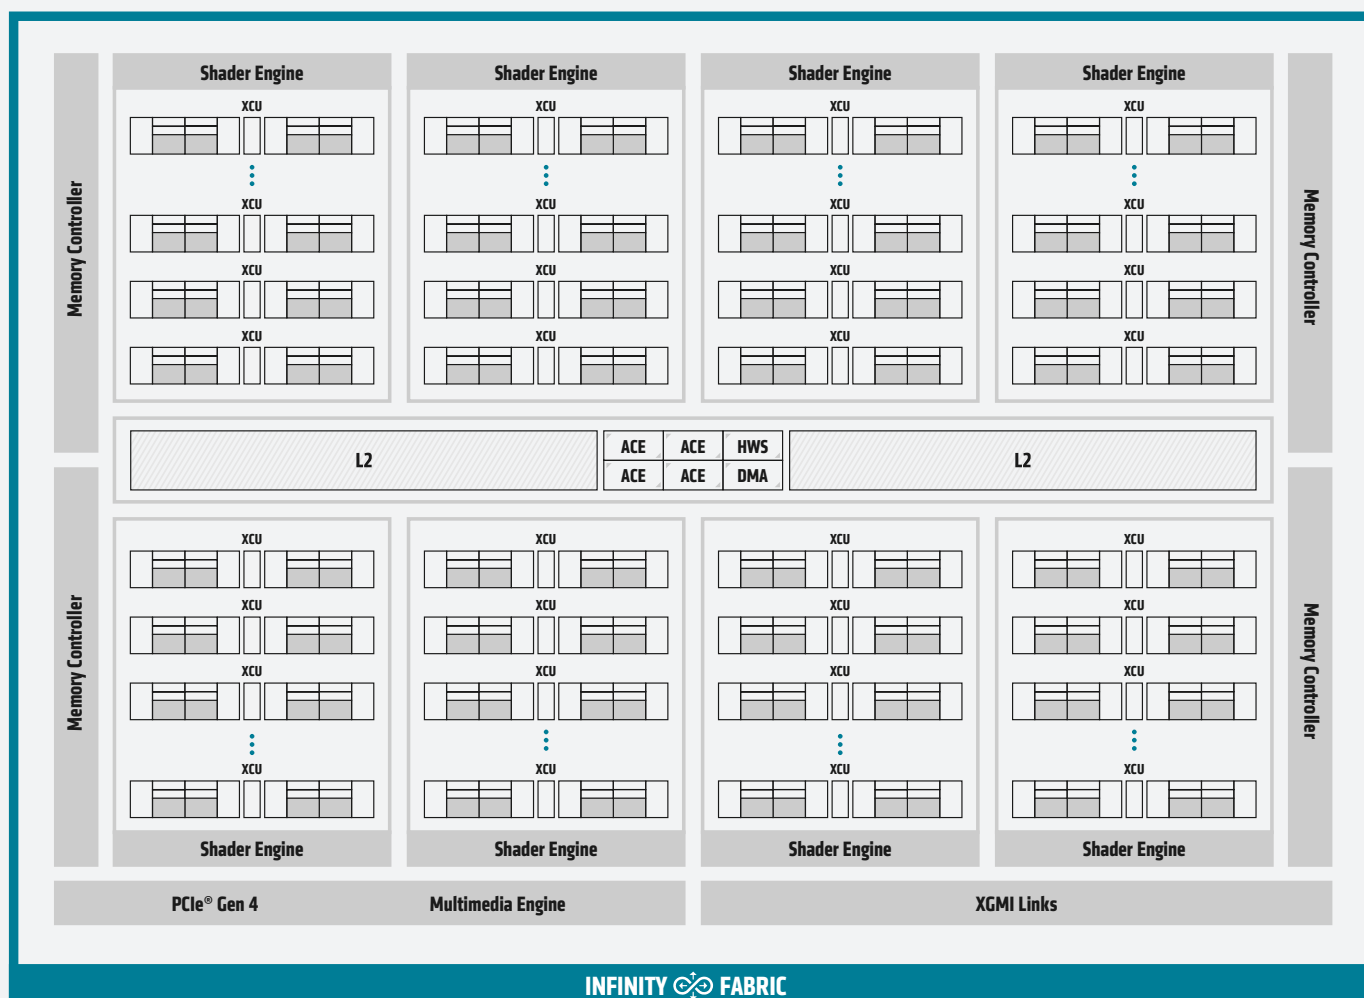 Shader Engine Shader Engine Shader Engine Shader Engine
XCU XCU XCU XCU
XCU XCU XCU XCU
XCU XCU XCU XCU
XCU XCU XCU XCU
Memory Controller
Memory Controller
L2
ACE ACE HWS
ACE ACE DMA
L2
XCU XCU XCU XCU
XCU XCU XCU XCU
XCU XCU XCU XCU
XCU XCU XCU XCU
Memory Controller
Memory Controller
Shader Engine Shader Engine Shader Engine Shader Engine
PCIe® Gen 4 Multimedia Engine XGMI Links
INFINITY FABRIC